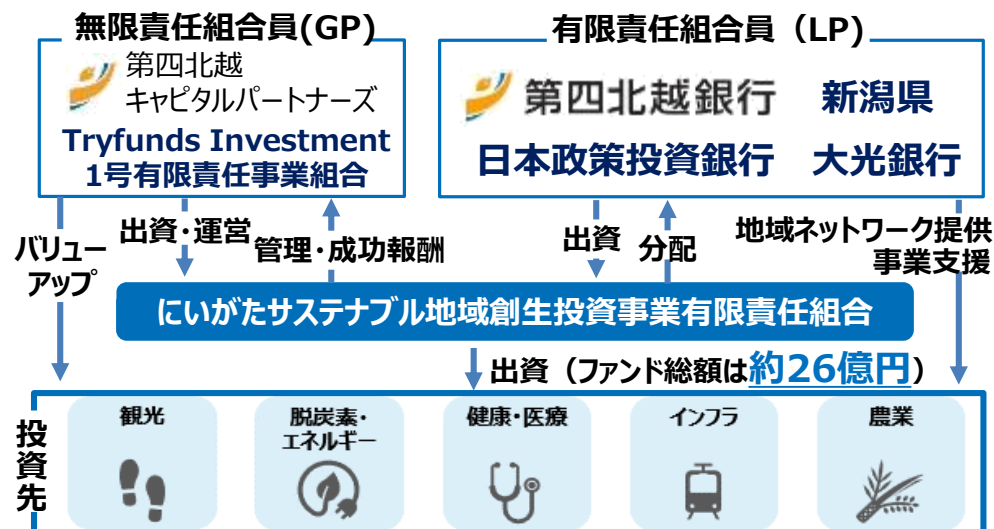 無限責任組合員(GP)
第四北越
キャピタルパートナーズ
Tryfunds Investment
1号有限責任事業組合
有限責任組合員（LP）
第四北越銀行 新潟県
日本政策投資銀行 大光銀行
バリュー
アップ
出資・運営
管理・成功報酬
出資
分配
地域ネットワーク提供
事業支援
にいがたサステナブル地域創生投資事業有限責任組合
出資（ファンド総額は約26億円）
投資先
観光
脱炭素・
エネルギー
健康・医療
インフラ
農業